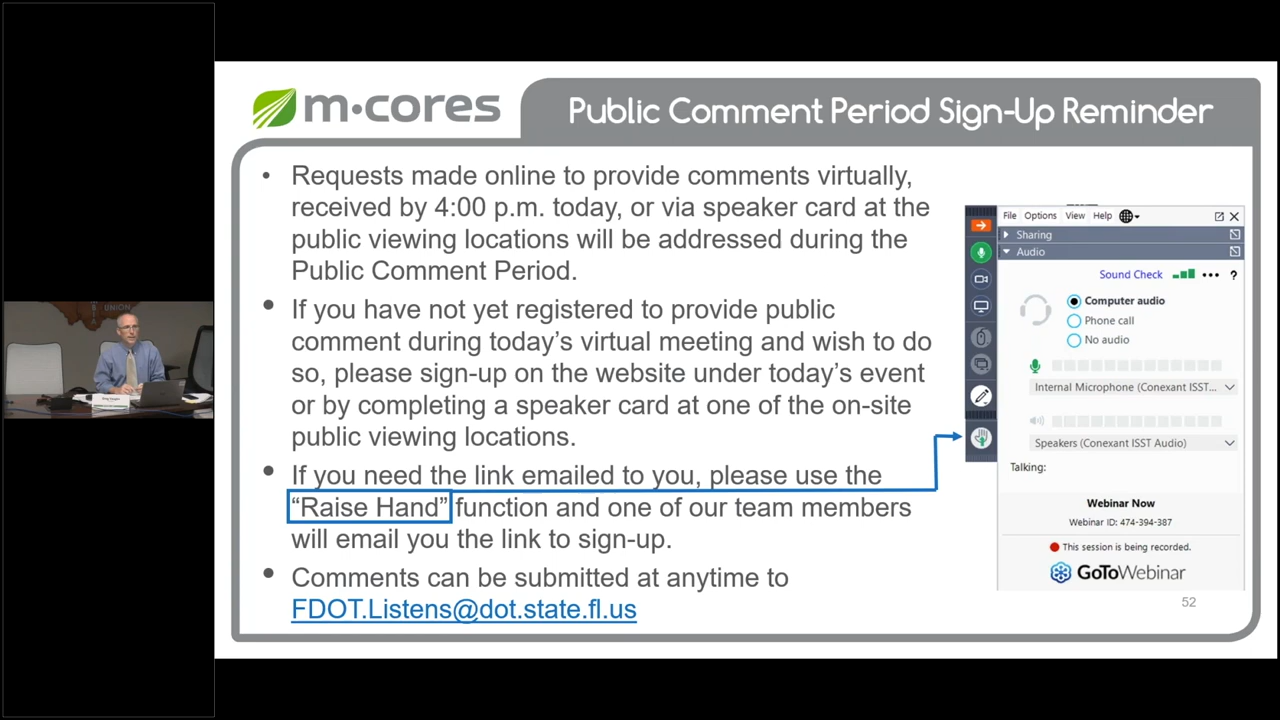 m·cores
Public Comment Period Sign-Up Reminder
• Requests made online to provide comments virtually,
received by 4:00 p.m. today, or via speaker card at the
public viewing locations will be addressed during the
Public Comment Period.
• If you have not yet registered to provide public
comment during today's virtual meeting and wish to do
so, please sign-up on the website under today's event
or by completing a speaker card at one of the on-site
public viewing locations.
• If you need the link emailed to you, please use the
“Raise Hand” function and one of our team members
will email you the link to sign-up.
• Comments can be submitted at anytime to
FDOT.Listens@dot.state.fl.us
File Options View Help
Sharing
Audio
Sound Check ?
Computer audio
Phone call
No audio
Internal Microphone (Conexant ISST...
Speakers (Conexant ISST Audio)
Talking:
Webinar Now
Webinar ID: 474-394-387
This session is being recorded.
GoToWebinar
52
UNION